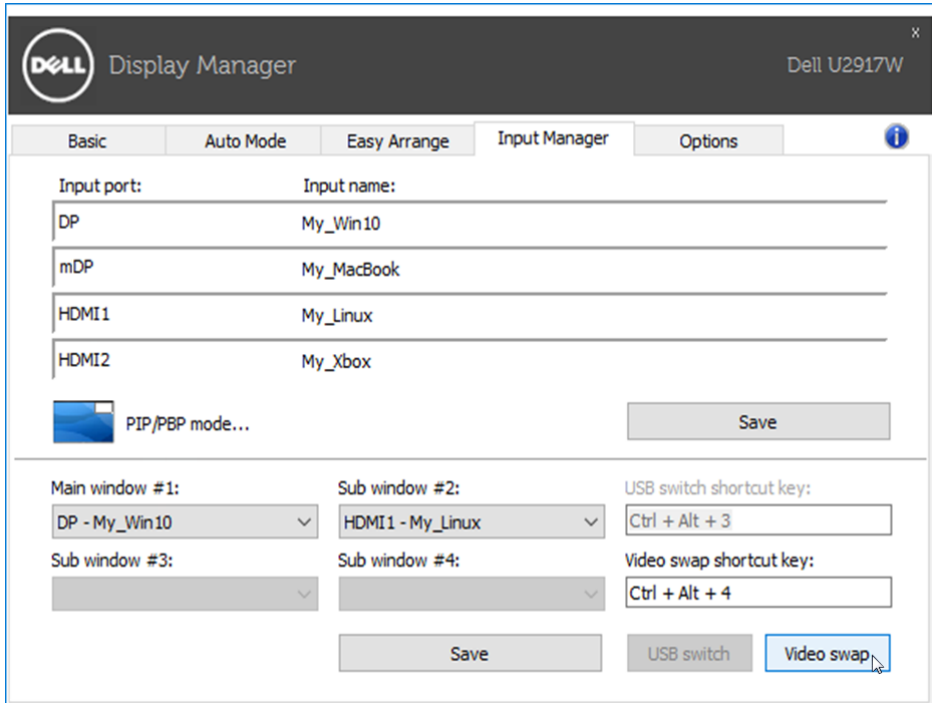 x
DELL Display Manager Dell U2917W
Basic Auto Mode Easy Arrange Input Manager Options i
Input port: Input name:
DP My_Win10
mDP My_MacBook
HDMI1 My_Linux
HDMI2 My_Xbox
PIP/PBP mode... Save
Main window #1: Sub window #2: USB switch shortcut key:
DP - My_Win10 HDMI1 - My_Linux Ctrl + Alt + 3
Sub window #3: Sub window #4: Video swap shortcut key:
Ctrl + Alt + 4
Save USB switch Video swap